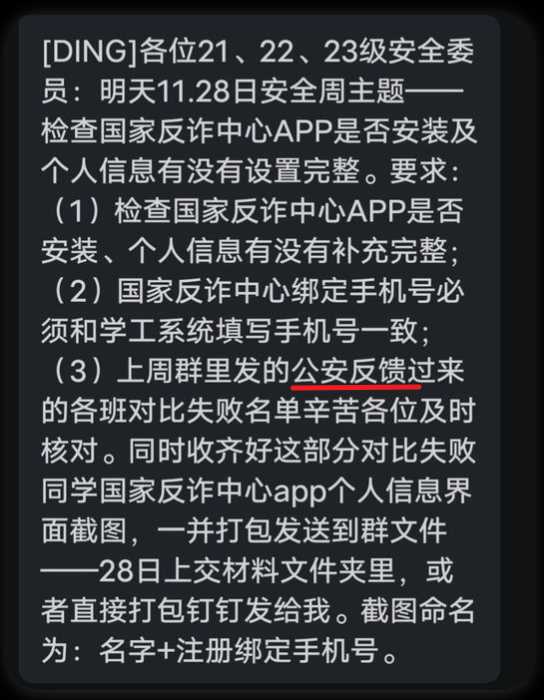 [DING]各位21、22、23级安全委
员：明天11.28日安全周主题——
检查国家反诈中心APP是否安装及
个人信息有没有设置完整。要求：
（1）检查国家反诈中心APP是否
安装、个人信息有没有补充完整；
（2）国家反诈中心绑定手机号必
须和学工系统填写手机号一致；
（3）上周群里发的公安反馈过来
的各班对比失败名单辛苦各位及时
核对。同时收齐好这部分对比失败
同学国家反诈中心app个人信息界
面截图，一并打包发送到群文件
——28日上交材料文件夹里，或
者直接打包钉钉发给我。截图命名
为：名字+注册绑定手机号。